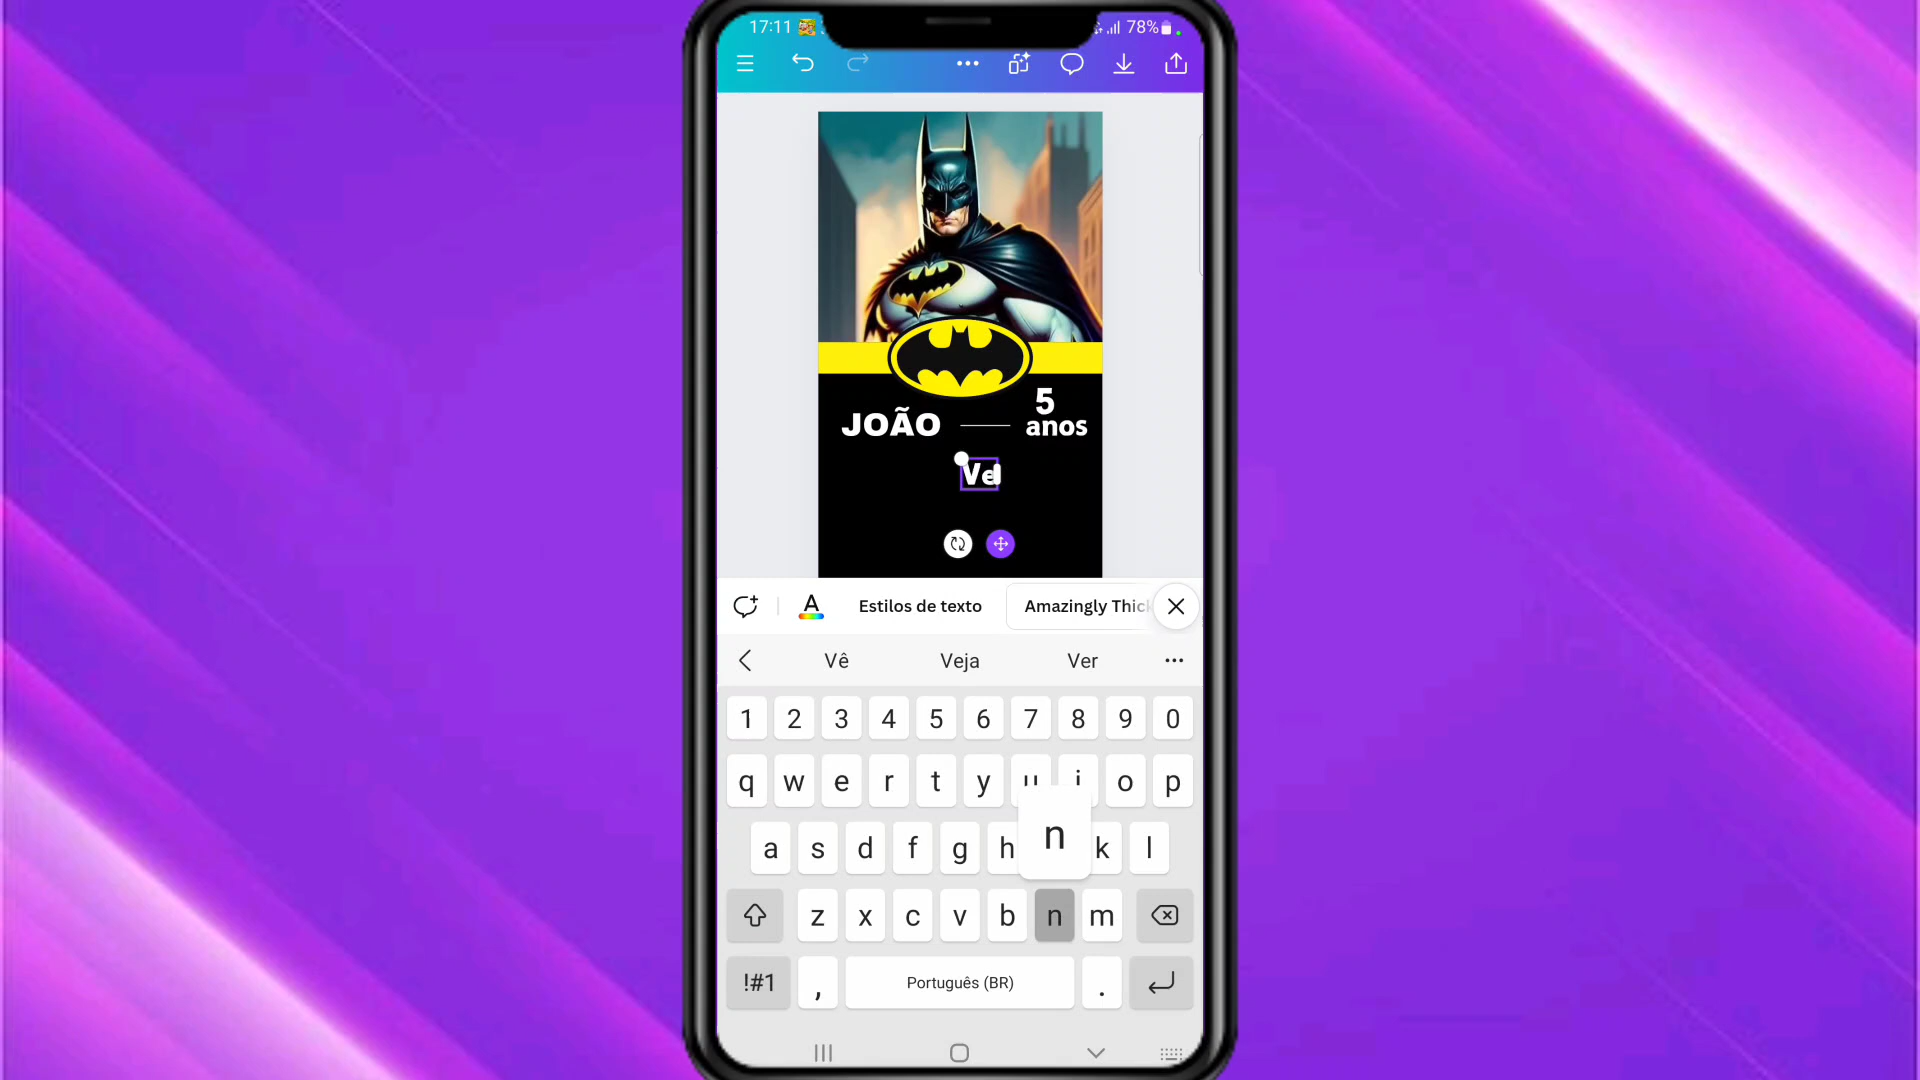 17:11
78%
JOÃO
5
anos
Ve
Estilos de texto
Amazingly Thick
Vê Veja Ver
1 2 3 4 5 6 7 8 9 0
q w e r t y u i o p
a s d f g h n k l
z x c v b n m
!#1 , Português (BR) .